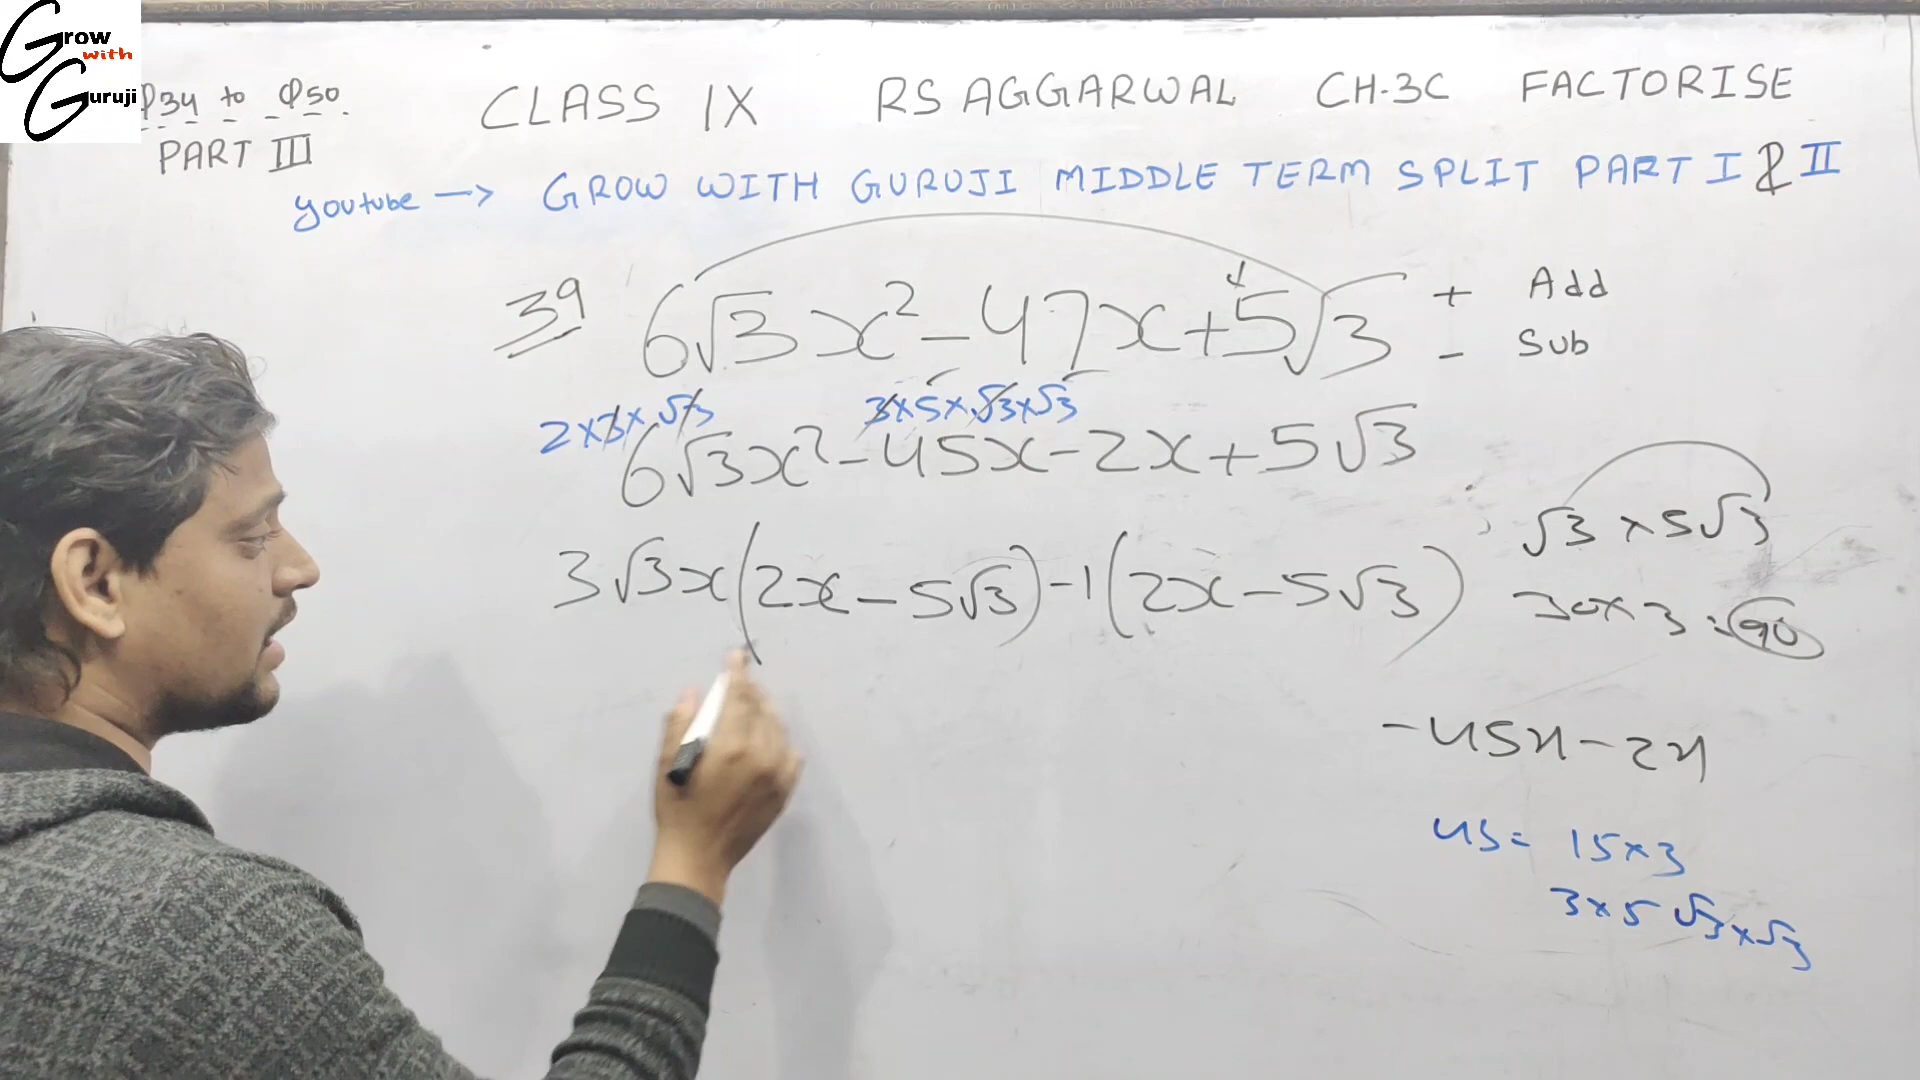 Grow with Guruji
Q34 to Q50.
PART III
CLASS IX RS AGGARWAL CH-3C FACTORISE
youtube → GROW WITH GURUJI MIDDLE TERM SPLIT PART I & II
39 6√3x² - 47x + 5√3
+ Add
- Sub
2×3×√3 3×5×√3×√3
6√3x² - 45x - 2x + 5√3
3√3x(2x - 5√3) - 1(2x - 5√3)
√3 × 5√3
30×3 = 90
-45x - 2x
45 = 15×3
3×5 √3×√3